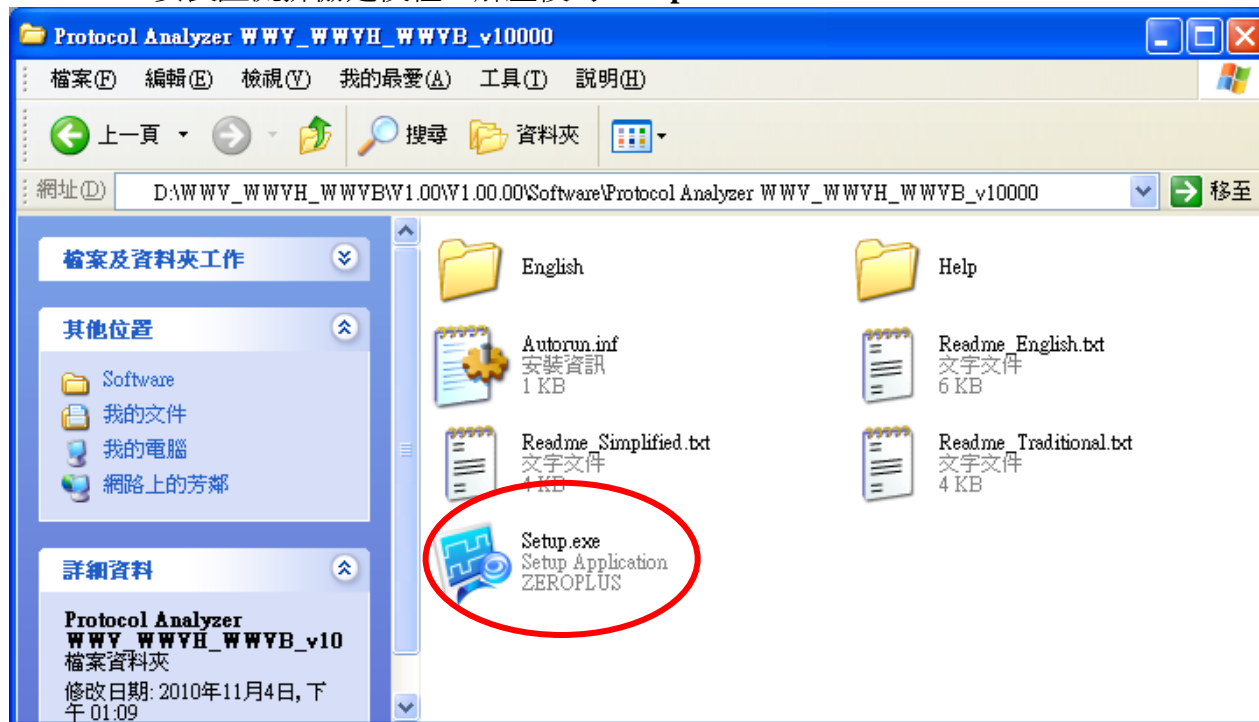 Protocol Analyzer WWV_WWVH_WWVB_v10000
檔案(F) 編輯(E) 檢視(V) 我的最愛(A) 工具(T) 說明(H)
上一頁 搜尋 資料夾
網址(D) D:\WWV_WWVH_WWVB\V1.00\V1.00.00\Software\Protocol Analyzer WWV_WWVH_WWVB_v10000 移至
檔案及資料夾工作
其他位置
Software
我的文件
我的電腦
網路上的芳鄰
詳細資料
Protocol Analyzer
WWV_WWVH_WWVB_v10
檔案資料夾
修改日期: 2010年11月4日, 下
午 01:09
English
Help
Autorun.inf
安裝資訊
1 KB
Readme_English.txt
文字文件
6 KB
Readme_Simplified.txt
文字文件
4 KB
Readme_Traditional.txt
文字文件
4 KB
Setup.exe
Setup Application
ZEROPLUS